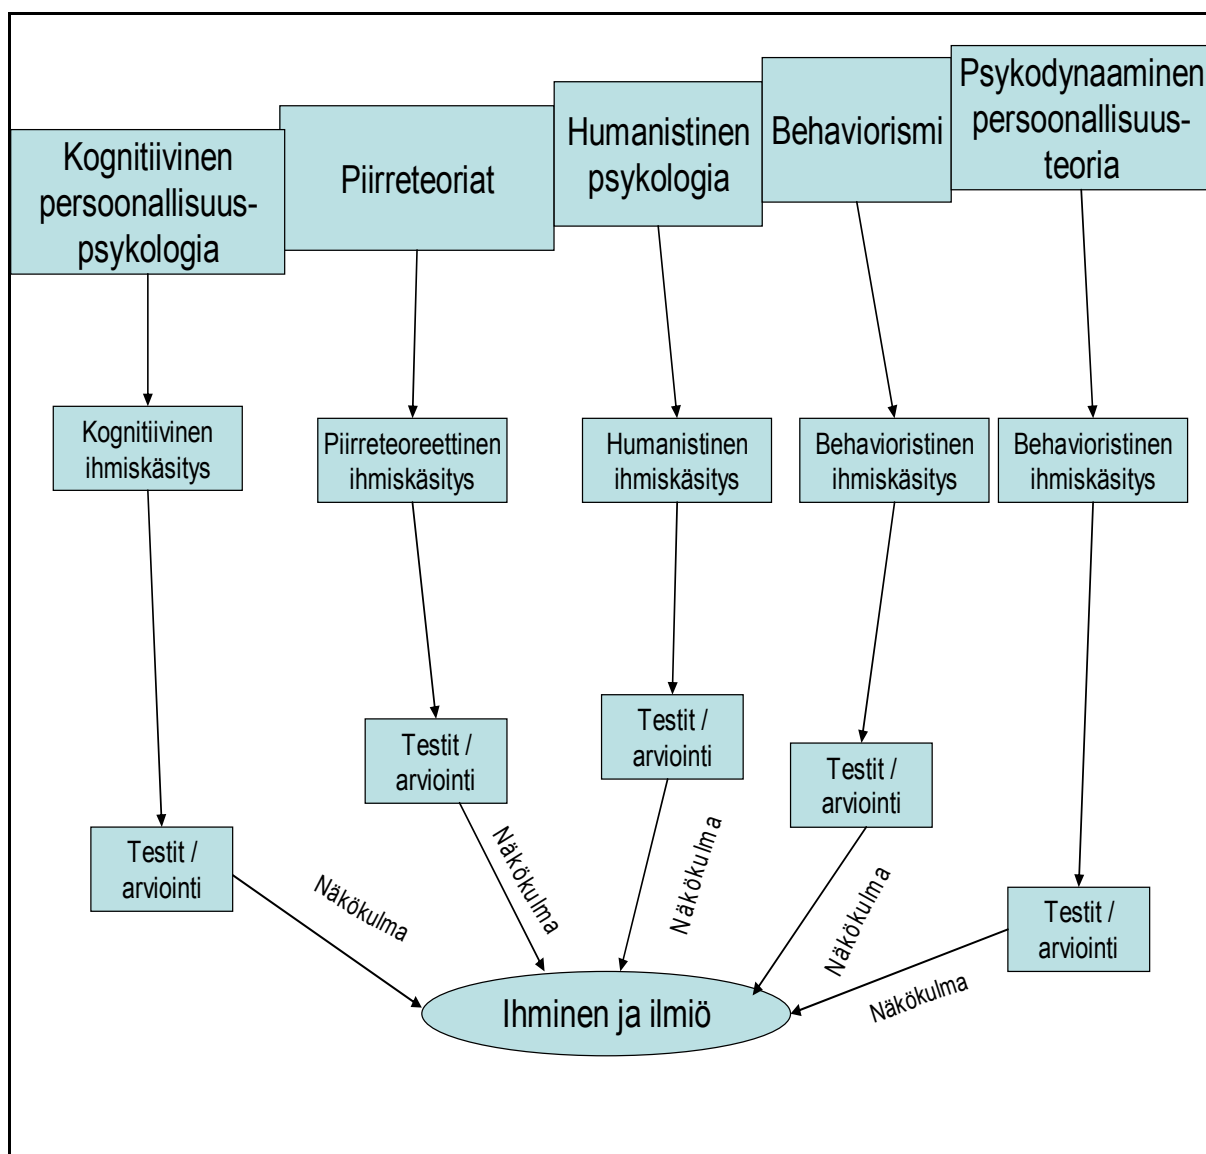 Kognitiivinen
persoonallisuus-
psykologia
Piirreteoriat
Humanistinen
psykologia
Behaviorismi
Psykodynaaminen
persoonallisuus-
teoria
Kognitiivinen
ihmiskäsitys
Piirreteoreettinen
ihmiskäsitys
Humanistinen
ihmiskäsitys
Behavioristinen
ihmiskäsitys
Behavioristinen
ihmiskäsitys
Testit /
arviointi
Testit /
arviointi
Testit /
arviointi
Testit /
arviointi
Testit /
arviointi
Näkökulma
Näkökulma
Näkökulma
Näkökulma
Näkökulma
Ihminen ja ilmiö